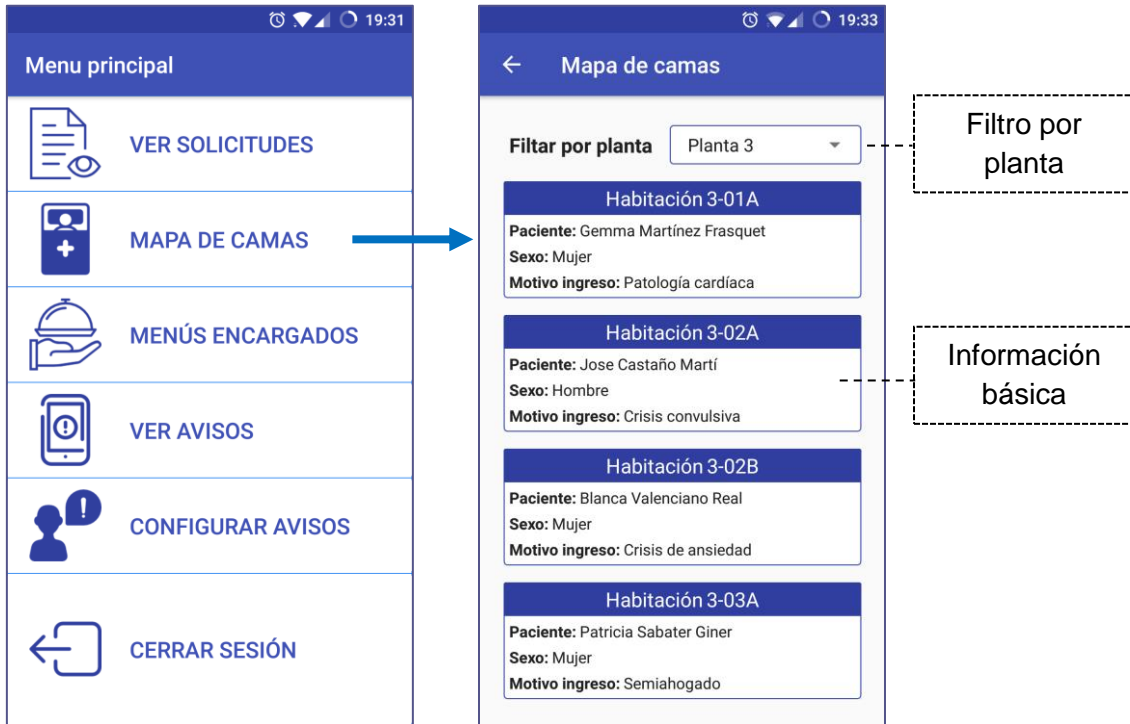 19:31
Menu principal
VER SOLICITUDES
MAPA DE CAMAS
MENÚS ENCARGADOS
VER AVISOS
CONFIGURAR AVISOS
CERRAR SESIÓN
19:33
Mapa de camas
Filtar por planta Planta 3
Habitación 3-01A
Paciente: Gemma Martínez Frasquet
Sexo: Mujer
Motivo ingreso: Patología cardíaca
Habitación 3-02A
Paciente: Jose Castaño Martí
Sexo: Hombre
Motivo ingreso: Crisis convulsiva
Habitación 3-02B
Paciente: Blanca Valenciano Real
Sexo: Mujer
Motivo ingreso: Crisis de ansiedad
Habitación 3-03A
Paciente: Patricia Sabater Giner
Sexo: Mujer
Motivo ingreso: Semiahogado
Filtro por
planta
Información
básica